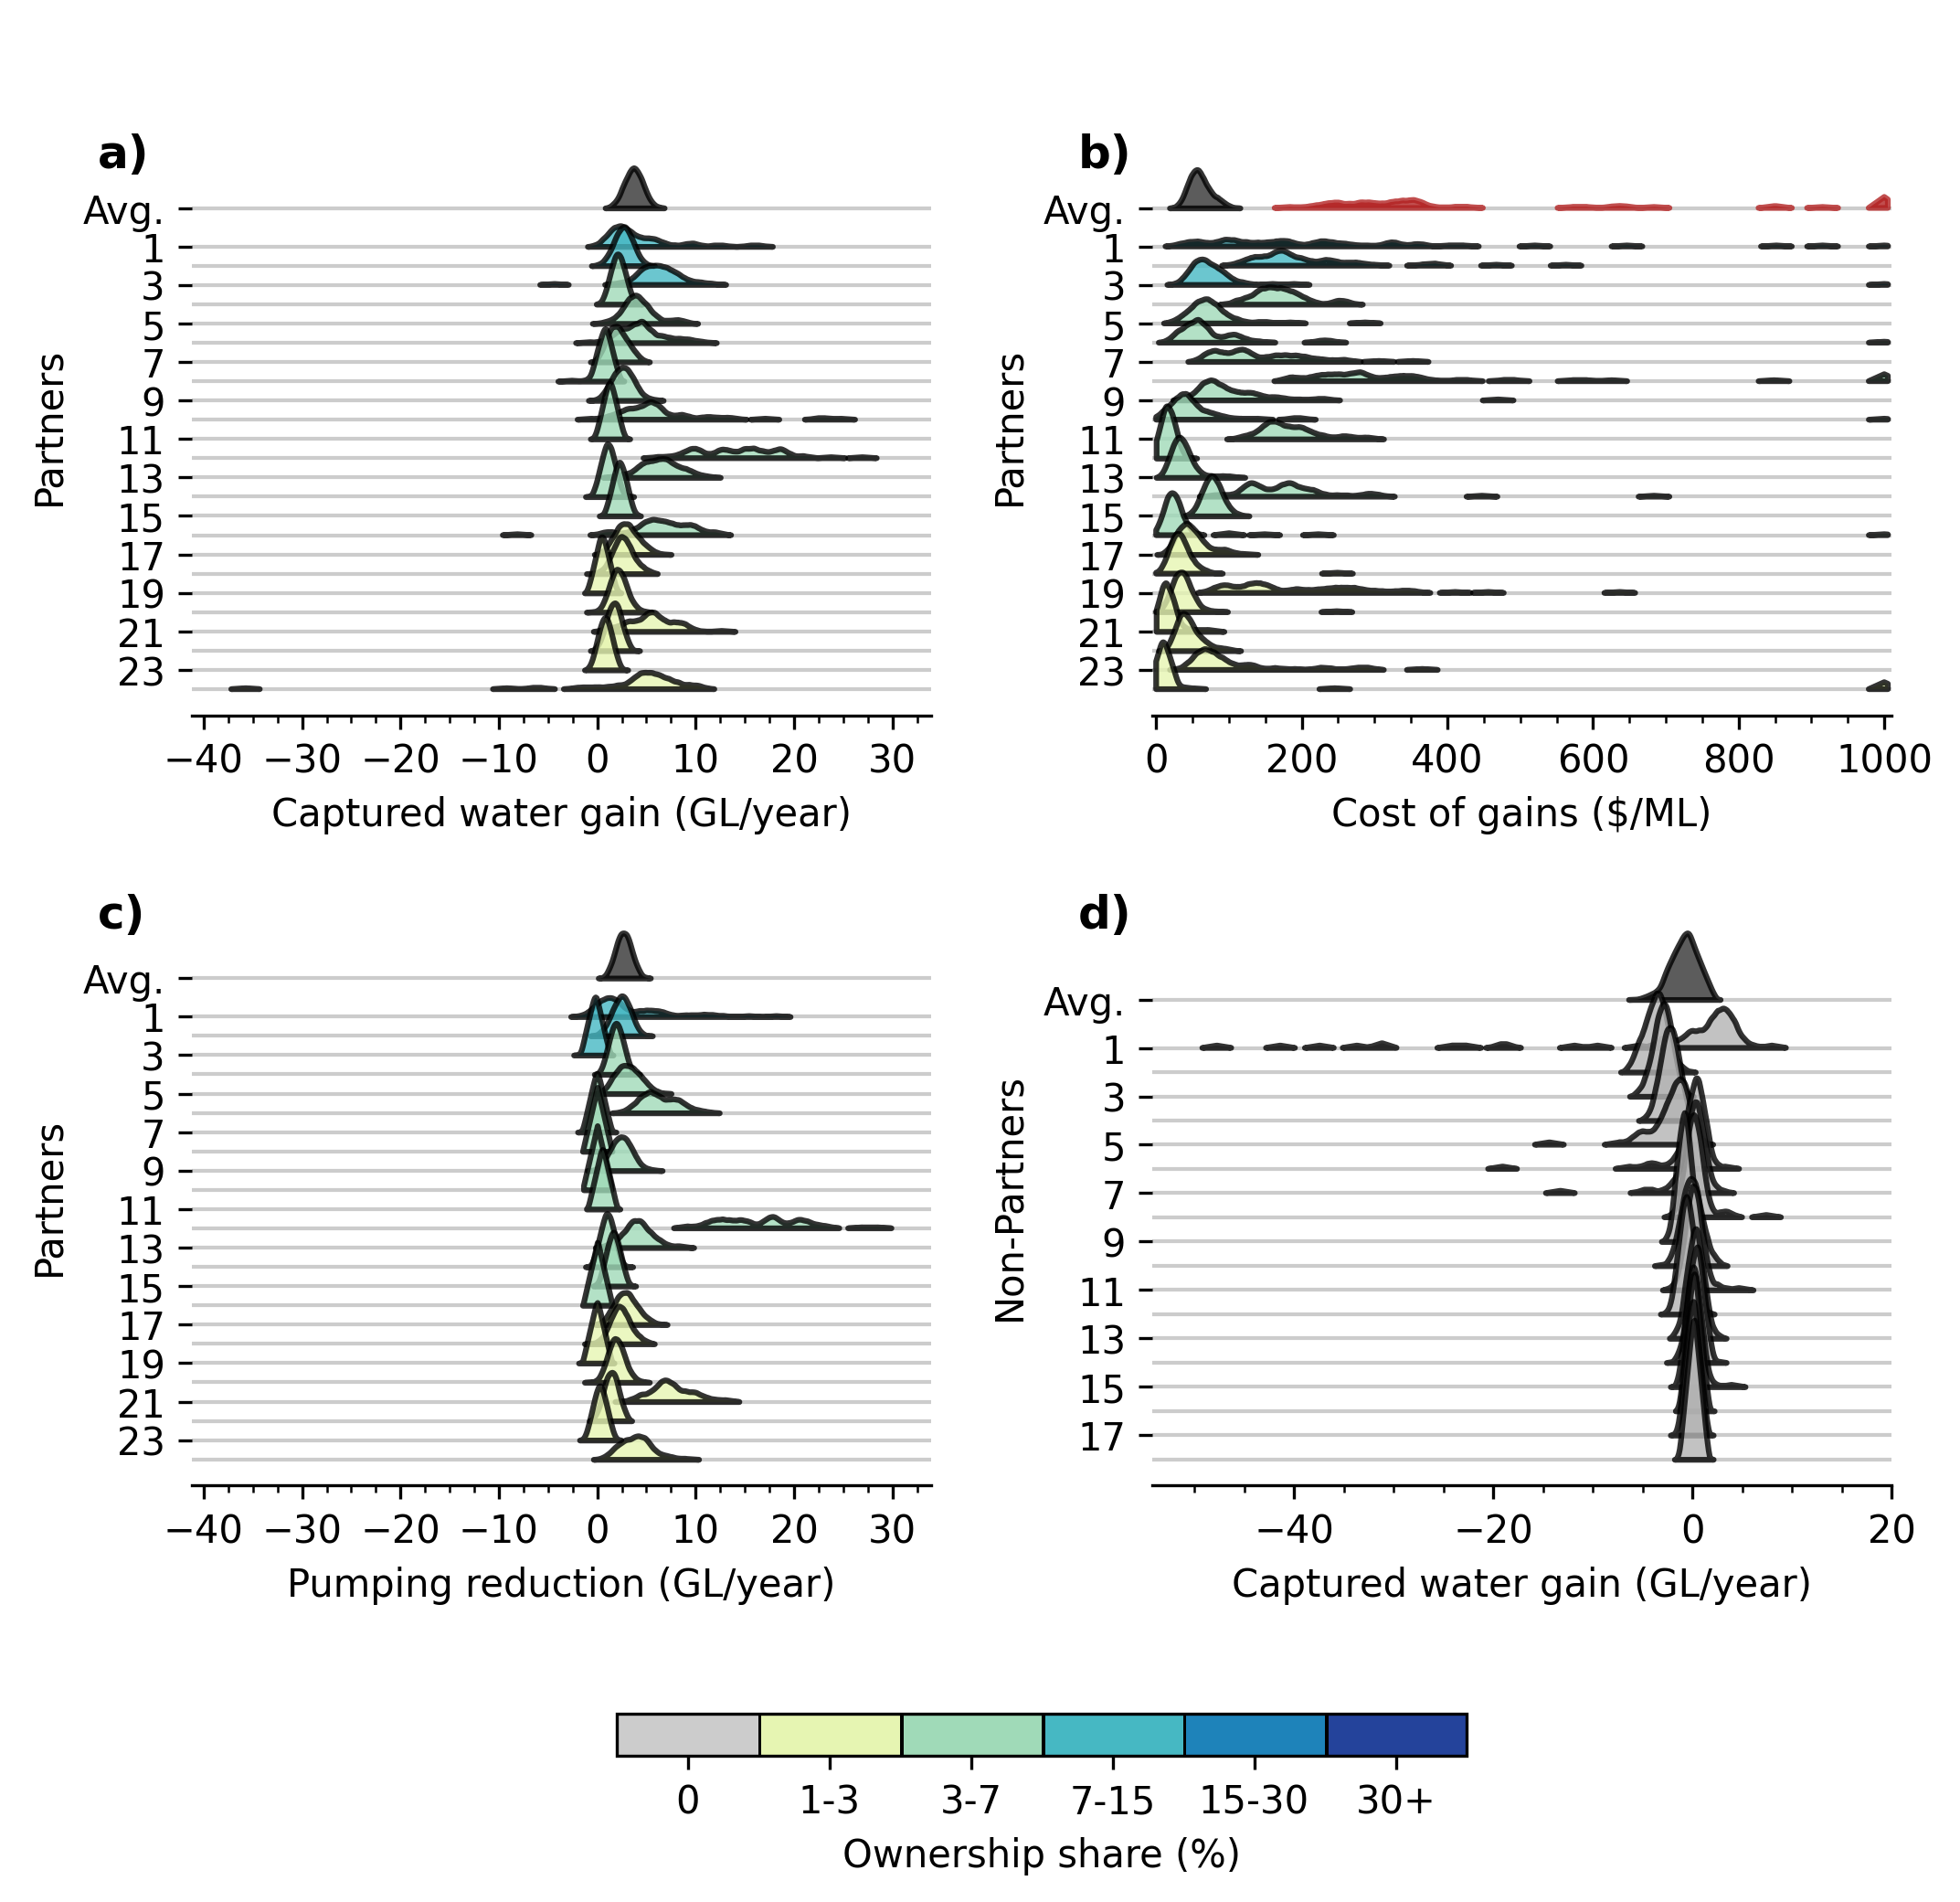 a)
Avg.
1
3
5
7
9
11
13
15
17
19
21
23
Partners
−40 −30 −20 −10 0 10 20 30
Captured water gain (GL/year)
b)
Avg.
1
3
5
7
9
11
13
15
17
19
21
23
Partners
0 200 400 600 800 1000
Cost of gains ($/ML)
c)
Avg.
1
3
5
7
9
11
13
15
17
19
21
23
Partners
−40 −30 −20 −10 0 10 20 30
Pumping reduction (GL/year)
d)
Avg.
1
3
5
7
9
11
13
15
17
Non-Partners
−40 −20 0 20
Captured water gain (GL/year)
0 1-3 3-7 7-15 15-30 30+
Ownership share (%)